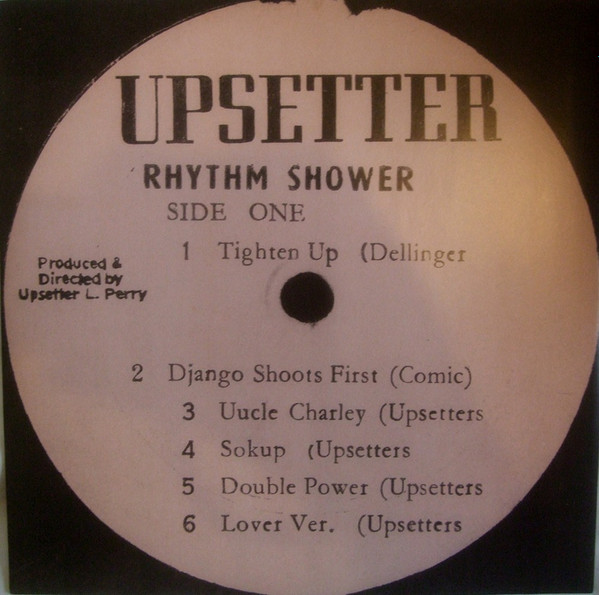 UPSETTER
RHYTHM SHOWER
SIDE ONE
1 Tighten Up (Dellinger
Produced &
Directed by
Upsetter L. Perry
2 Django Shoots First (Comic)
3 Uucle Charley (Upsetters
4 Sokup (Upsetters
5 Double Power (Upsetters
6 Lover Ver. (Upsetters